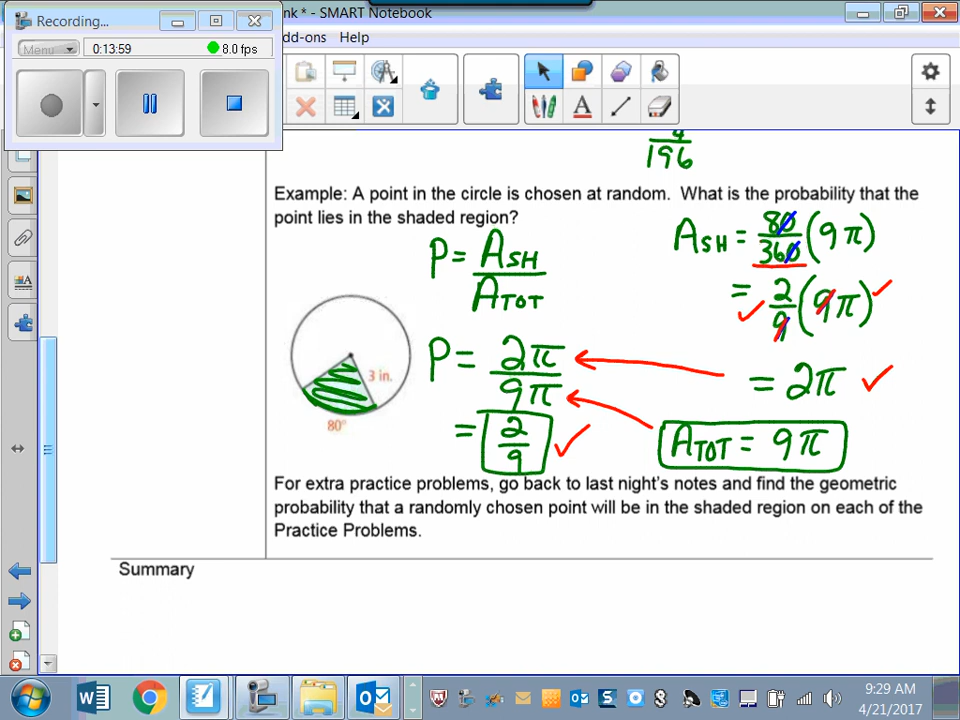 nk * - SMART Notebook
Recording...
Menu
0:13:59
8.0 fps
dd-ons Help
196
Example: A point in the circle is chosen at random. What is the probability that the
point lies in the shaded region?
P = A_SH / A_TOT
A_SH = 80/360 (9π)
= 2/9 (9π)
3 in.
80°
P = 2π / 9π
= 2π
= 2/9
A_TOT = 9π
For extra practice problems, go back to last night's notes and find the geometric
probability that a randomly chosen point will be in the shaded region on each of the
Practice Problems.
Summary
9:29 AM
4/21/2017